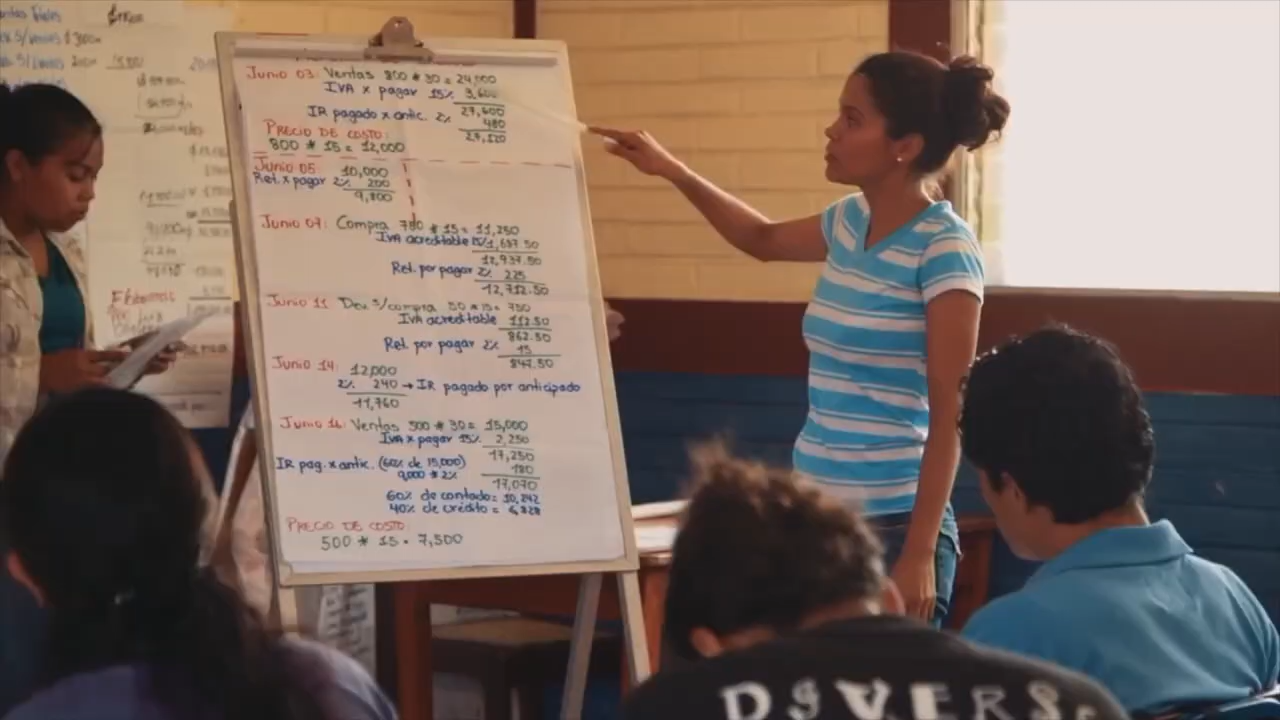 Junio 03: Ventas 800 * 30 = 24,000
IVA x pagar 15% 3,600
27,600
IR pagado x antic. 2% 480
27,120
PRECIO DE COSTO:
800 * 15 = 12,000
Junio 05: 10,000
Ret. x pagar 2% 200
9,800
Junio 07: Compra 750 * 15 = 11,250
IVA acreditable 15% 1,687.50
12,937.50
Ret. por pagar 2% 225
12,712.50
Junio 11: Dev. s/compra 50 * 15 = 750
IVA acreditable 112.50
862.50
Ret. por pagar 2% 15
847.50
Junio 14: 12,000
2% 240 → IR pagado por anticipado
11,760
Junio 16: Ventas 500 * 30 = 15,000
IVA x pagar 15% 2,250
17,250
IR pag. x antic. (60% de 15,000) 180
9,000 * 2% 17,070
60% de contado = 10,242
40% de crédito = 6,828
PRECIO DE COSTO:
500 * 15 = 7,500
DIVERS